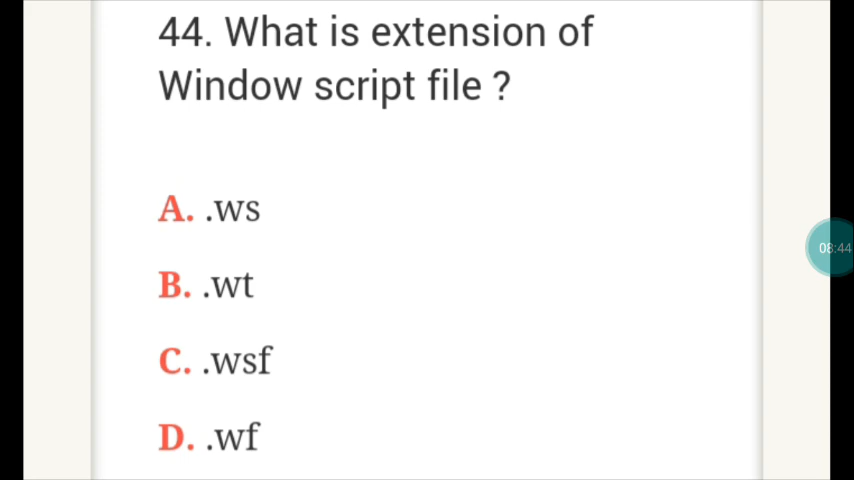 44. What is extension of
Window script file ?
A. .ws
B. .wt
C. .wsf
D. .wf
08:44